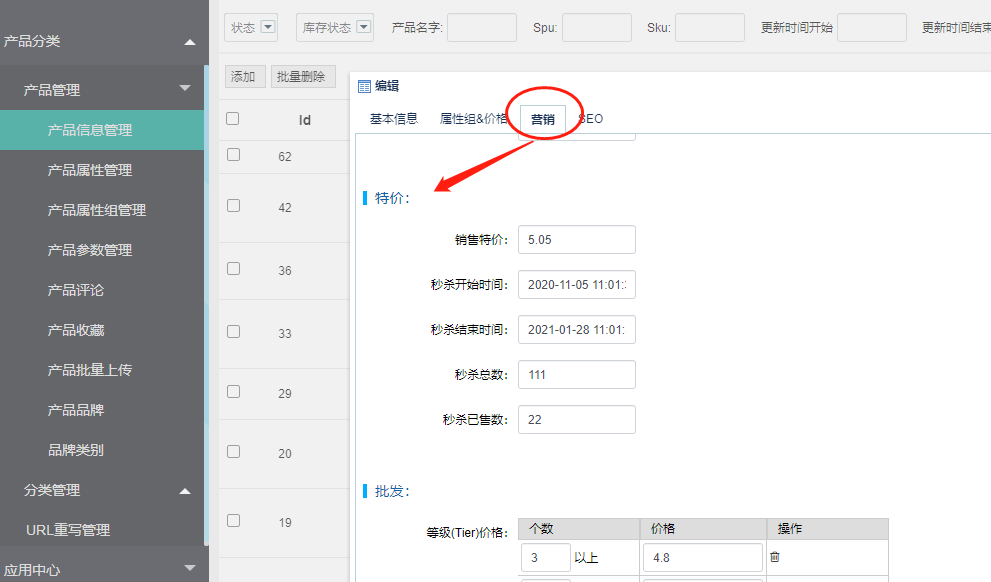 产品分类
产品管理
产品信息管理
产品属性管理
产品属性组管理
产品参数管理
产品评论
产品收藏
产品批量上传
产品品牌
品牌类别
分类管理
URL重写管理
应用中心
状态 库存状态 产品名字: Spu: Sku: 更新时间开始 更新时间结束
添加 批量删除
Id
62
42
36
33
29
20
19
编辑
基本信息 属性组&价格 营销 SEO
特价:
销售特价: 5.05
秒杀开始时间: 2020-11-05 11:01:
秒杀结束时间: 2021-01-28 11:01:
秒杀总数: 111
秒杀已售数: 22
批发:
等级(Tier)价格: 个数 价格 操作
3 以上 4.8